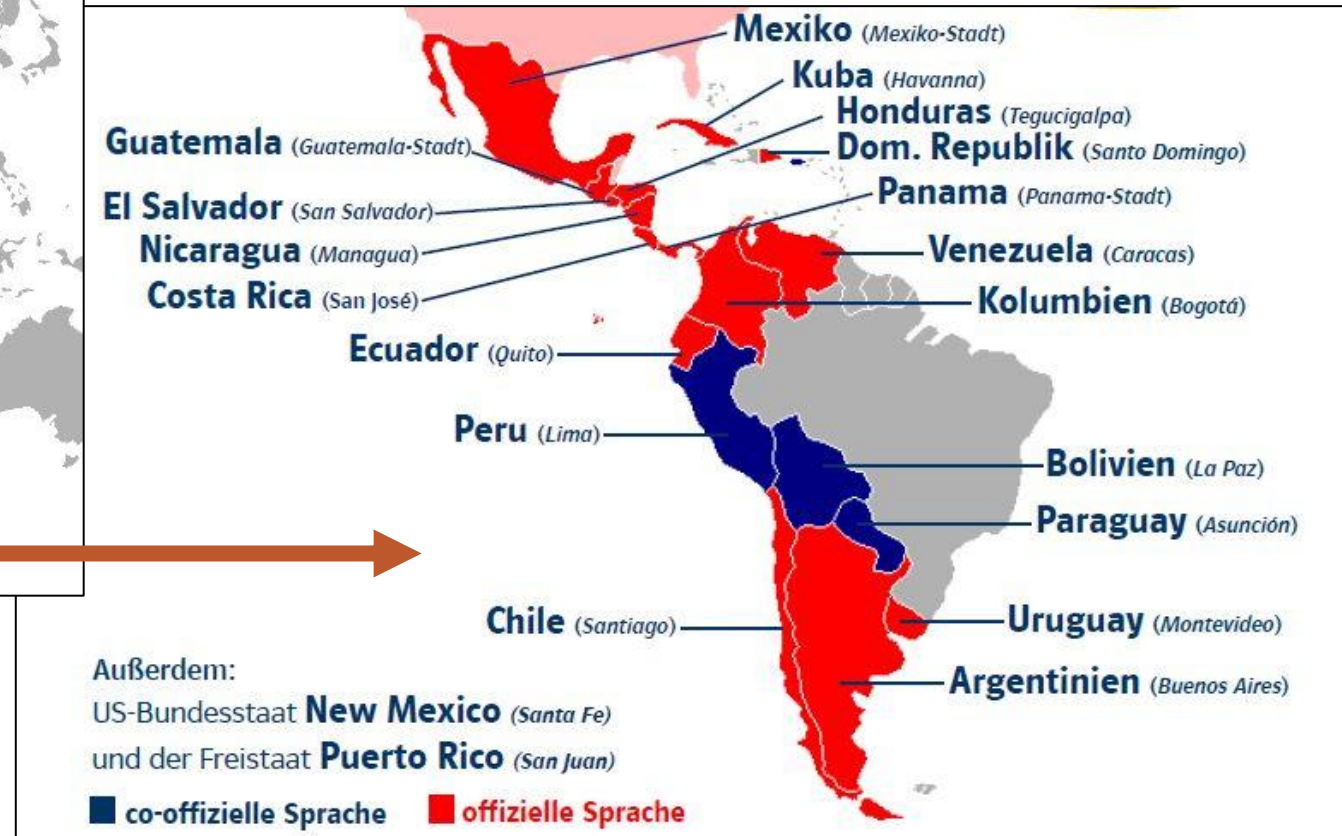 Mexiko (Mexiko-Stadt)
Kuba (Havanna)
Honduras (Tegucigalpa)
Guatemala (Guatemala-Stadt)
Dom. Republik (Santo Domingo)
Panama (Panama-Stadt)
El Salvador (San Salvador)
Nicaragua (Managua)
Venezuela (Caracas)
Costa Rica (San José)
Kolumbien (Bogotá)
Ecuador (Quito)
Peru (Lima)
Bolivien (La Paz)
Paraguay (Asunción)
Chile (Santiago)
Uruguay (Montevideo)
Argentinien (Buenos Aires)
Außerdem:
US-Bundesstaat New Mexico (Santa Fe)
und der Freistaat Puerto Rico (San Juan)
co-offizielle Sprache offizielle Sprache